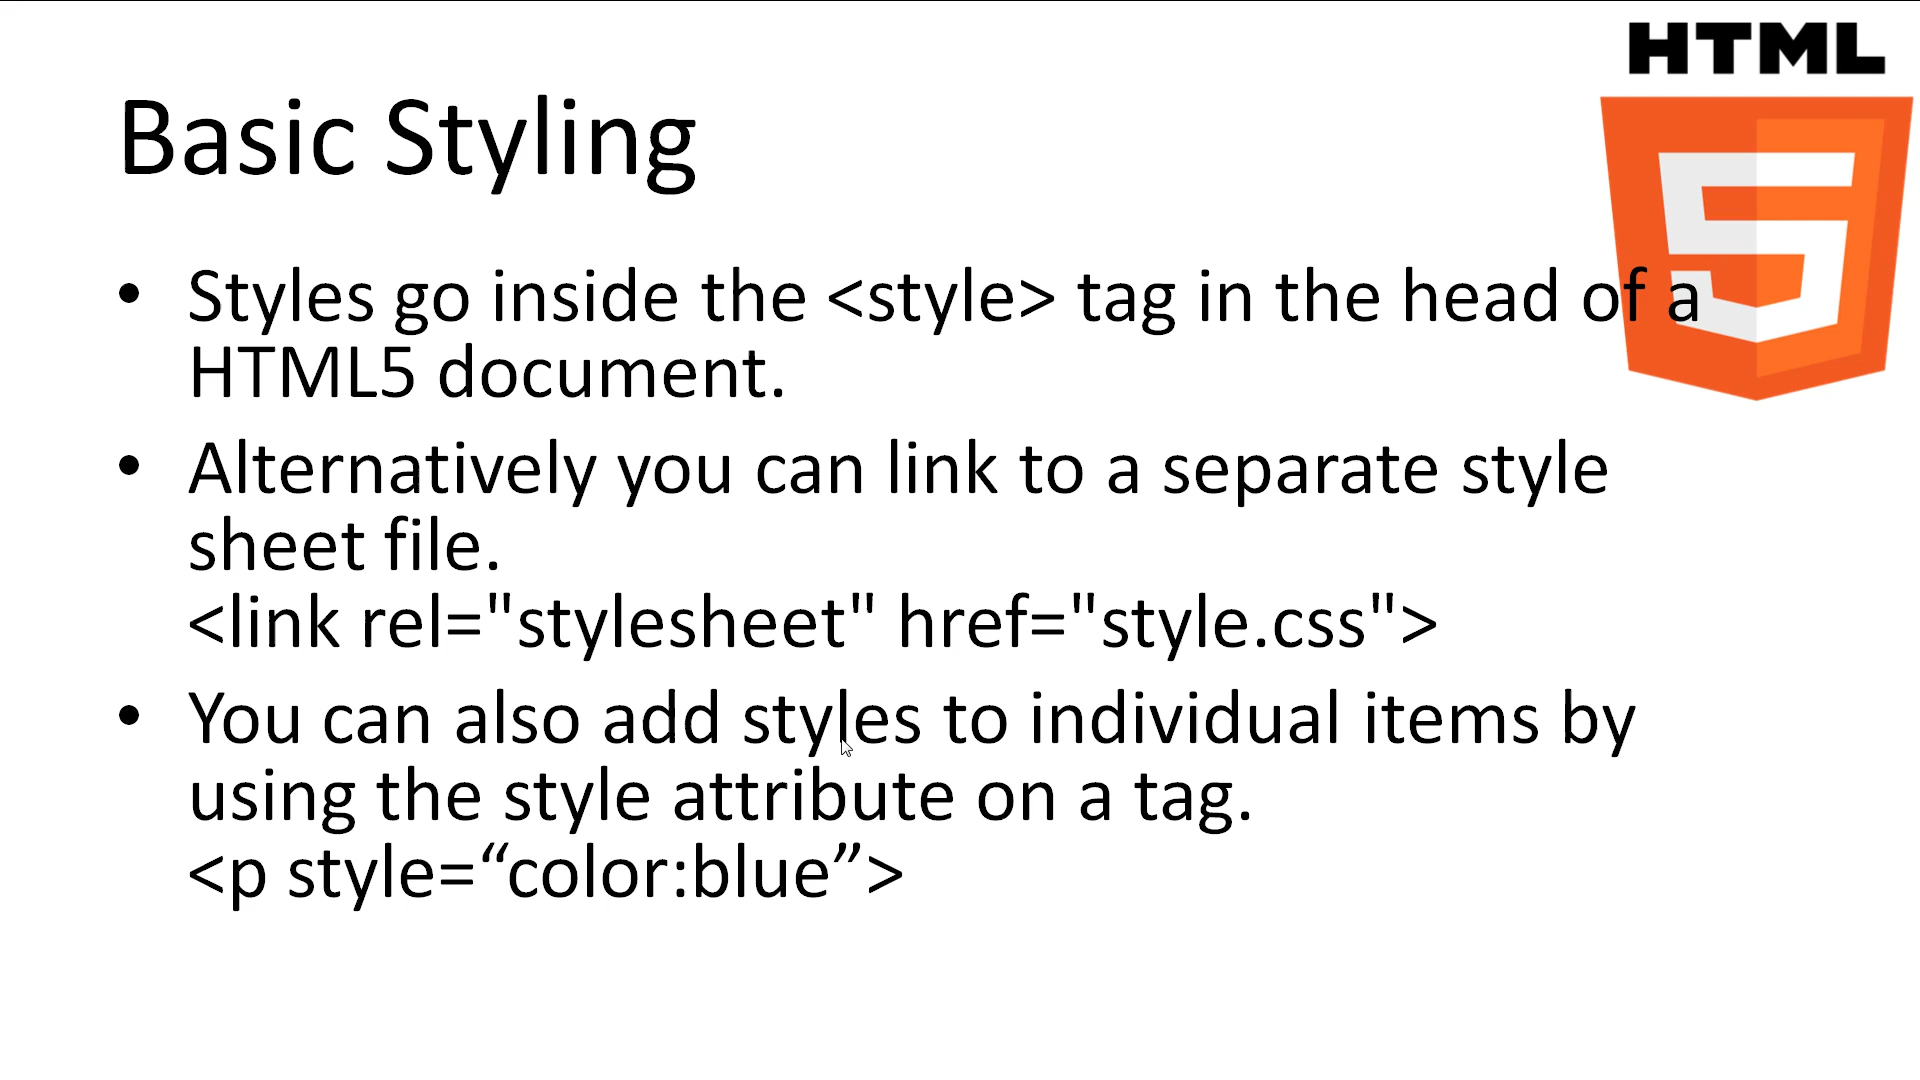 HTML
Basic Styling
• Styles go inside the <style> tag in the head of a
HTML5 document.
• Alternatively you can link to a separate style
sheet file.
<link rel="stylesheet" href="style.css">
• You can also add styles to individual items by
using the style attribute on a tag.
<p style=“color:blue”>